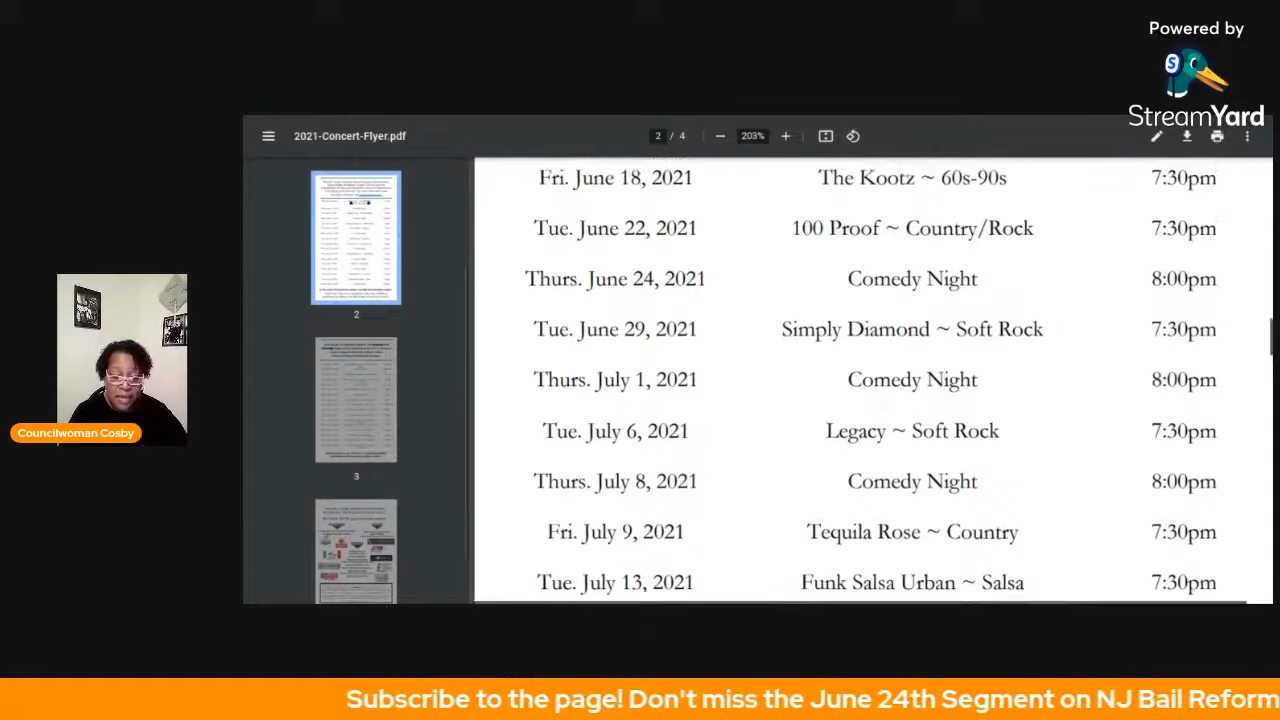 Powered by
S
StreamYard
2021-Concert-Flyer.pdf
2 / 4
203%
Fri. June 18, 2021 The Kootz ~ 60s-90s 7:30pm
Tue. June 22, 2021 100 Proof ~ Country/Rock 7:30pm
Thurs. June 24, 2021 Comedy Night 8:00pm
Tue. June 29, 2021 Simply Diamond ~ Soft Rock 7:30pm
Thurs. July 1, 2021 Comedy Night 8:00pm
Tue. July 6, 2021 Legacy ~ Soft Rock 7:30pm
Thurs. July 8, 2021 Comedy Night 8:00pm
Fri. July 9, 2021 Tequila Rose ~ Country 7:30pm
Tue. July 13, 2021 Funk Salsa Urban ~ Salsa 7:30pm
2
3
Councilwoman Cosby
Subscribe to the page! Don't miss the June 24th Segment on NJ Bail Reform